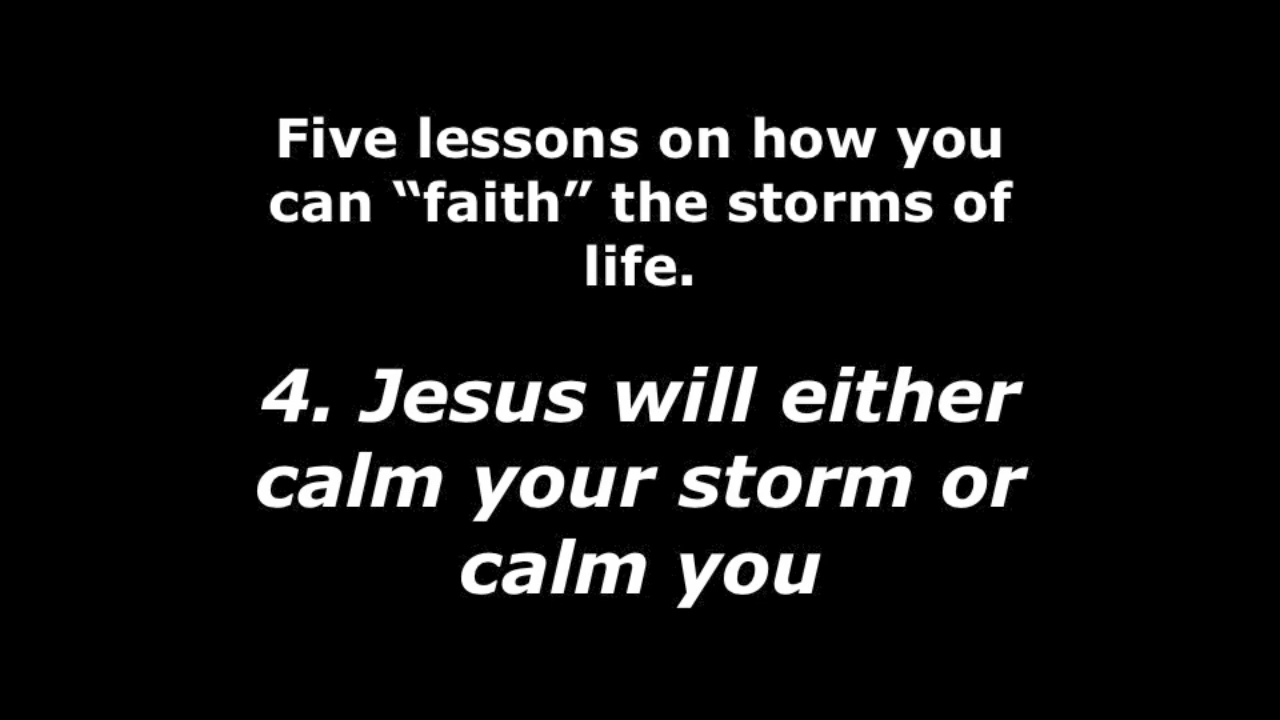 Five lessons on how you
can “faith” the storms of
life.
4. Jesus will either
calm your storm or
calm you